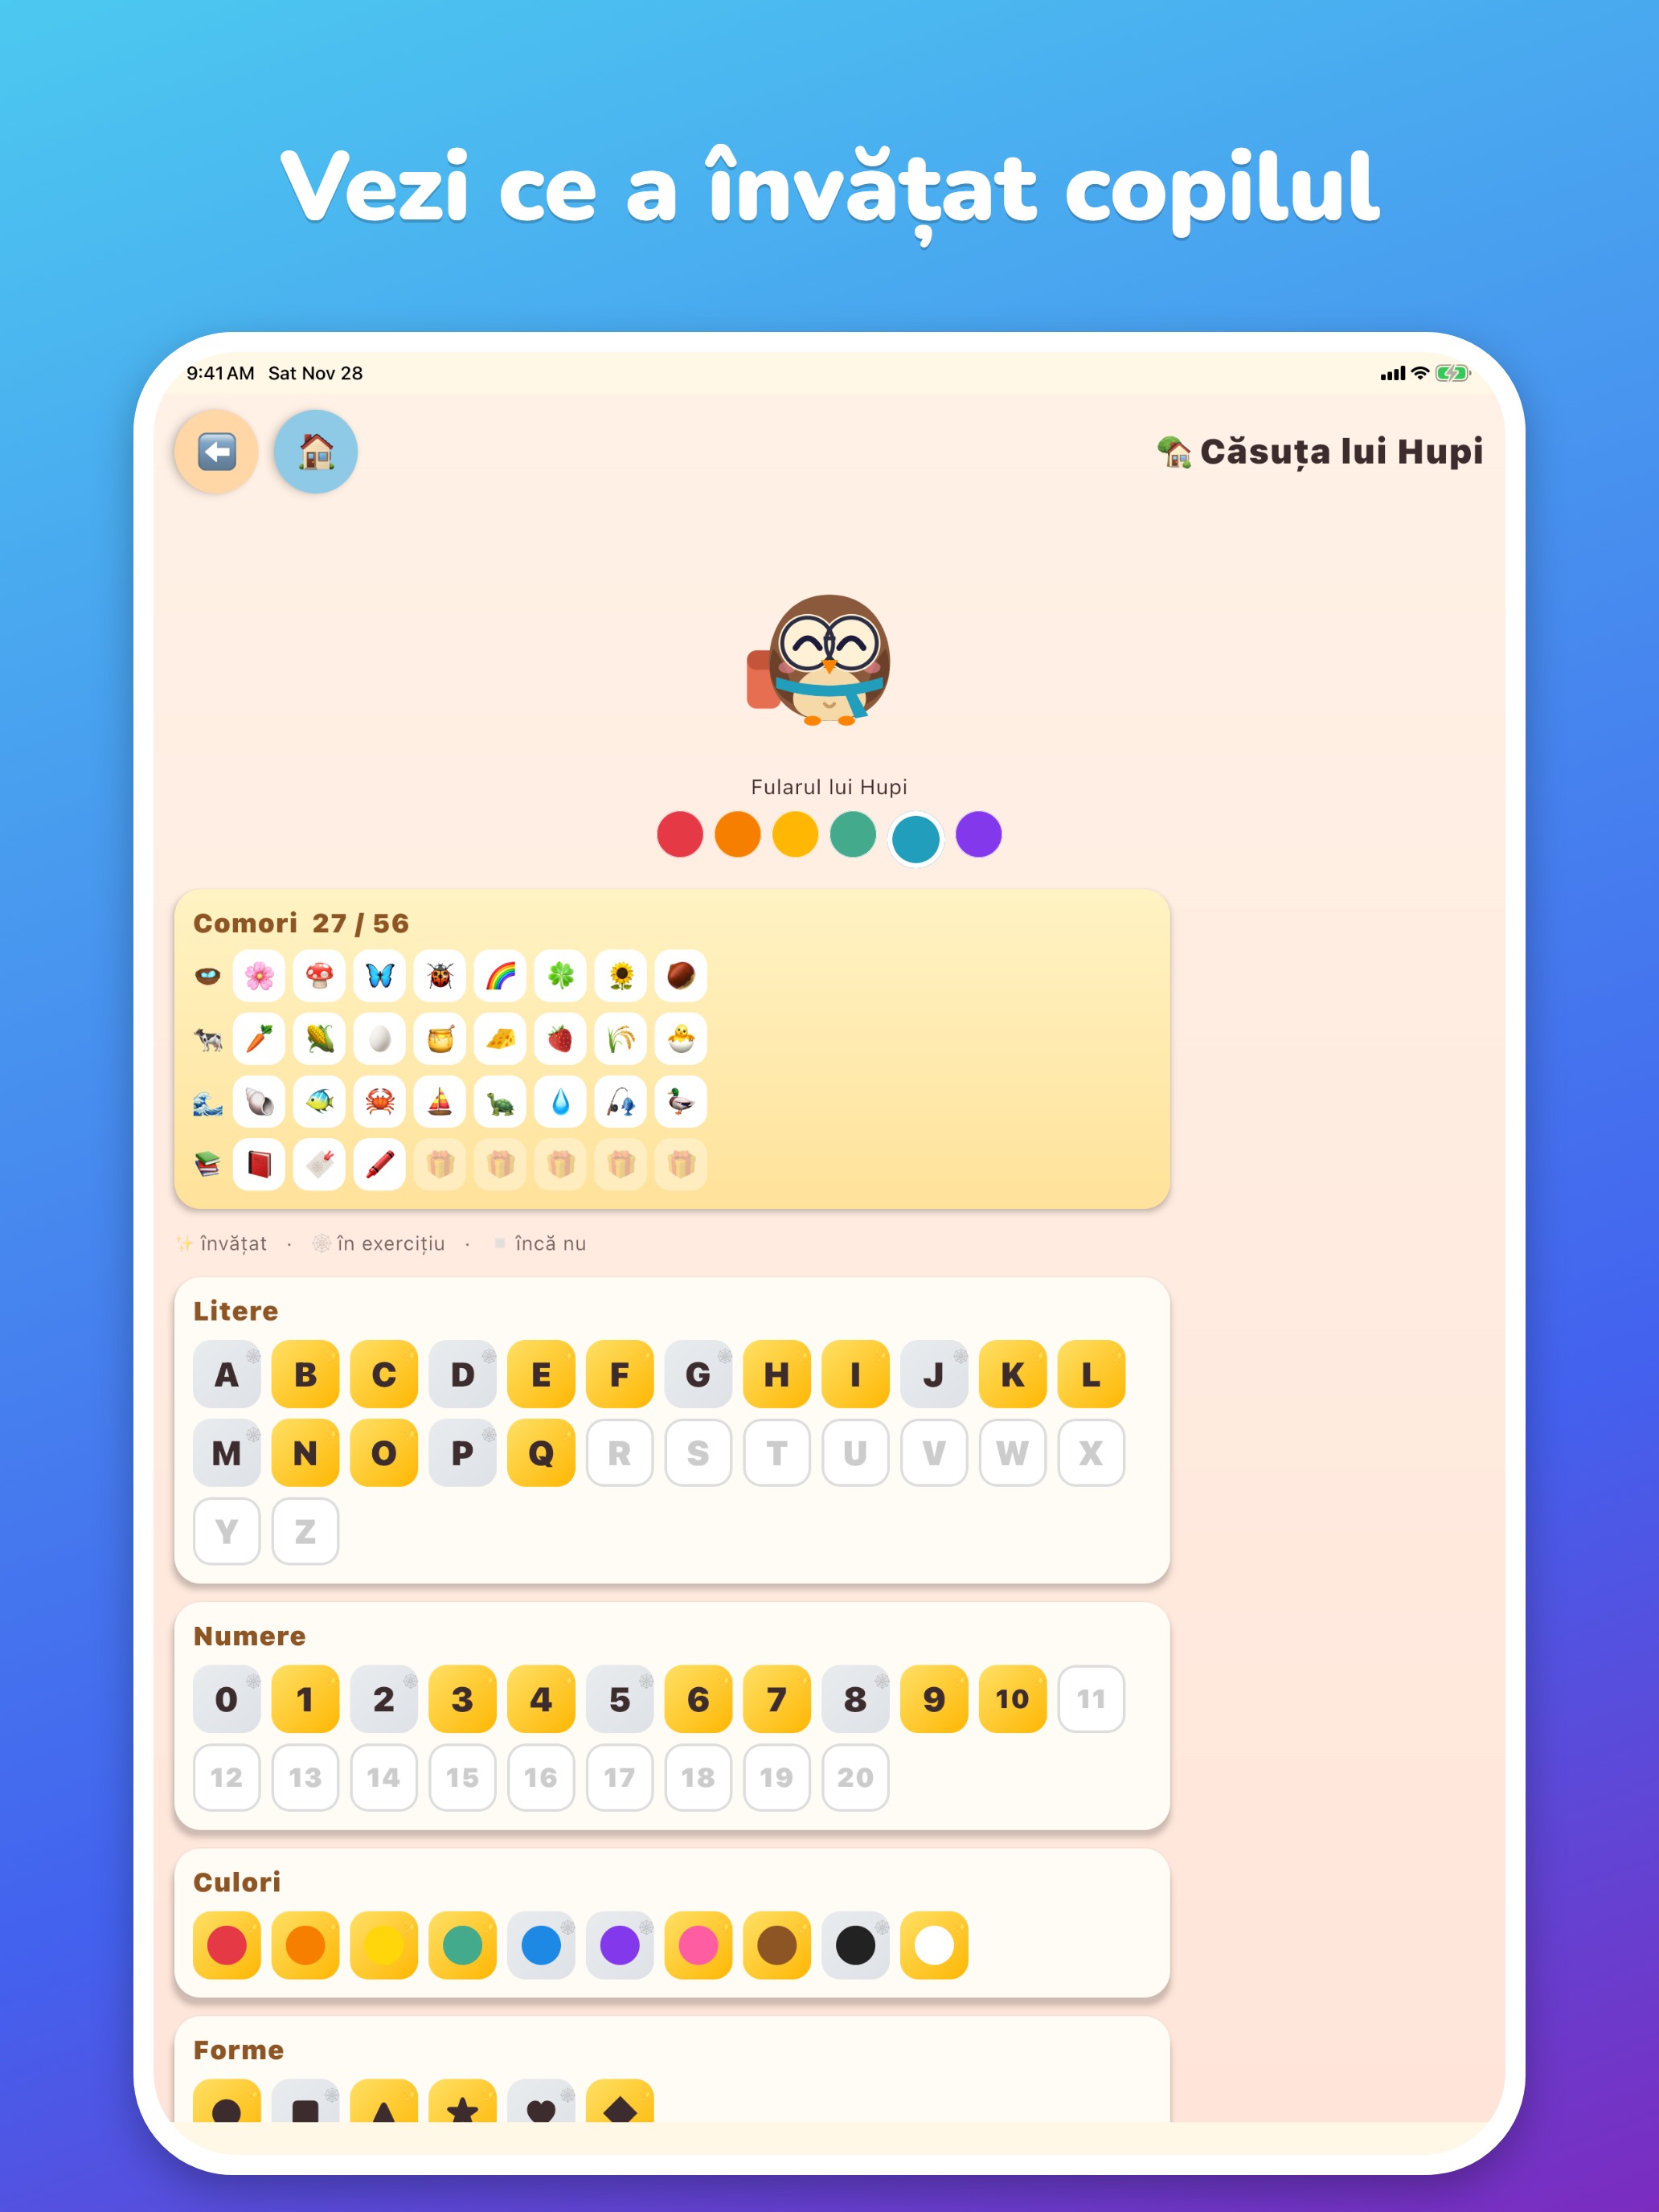 Vezi ce a învățat copilul
9:41 AM Sat Nov 28
Căsuța lui Hupi
Fularul lui Hupi
Comori 27 / 56
învățat · în exercițiu · încă nu
Litere
A B C D E F G H I J K L
M N O P Q R S T U V W X
Y Z
Numere
0 1 2 3 4 5 6 7 8 9 10 11
12 13 14 15 16 17 18 19 20
Culori
Forme